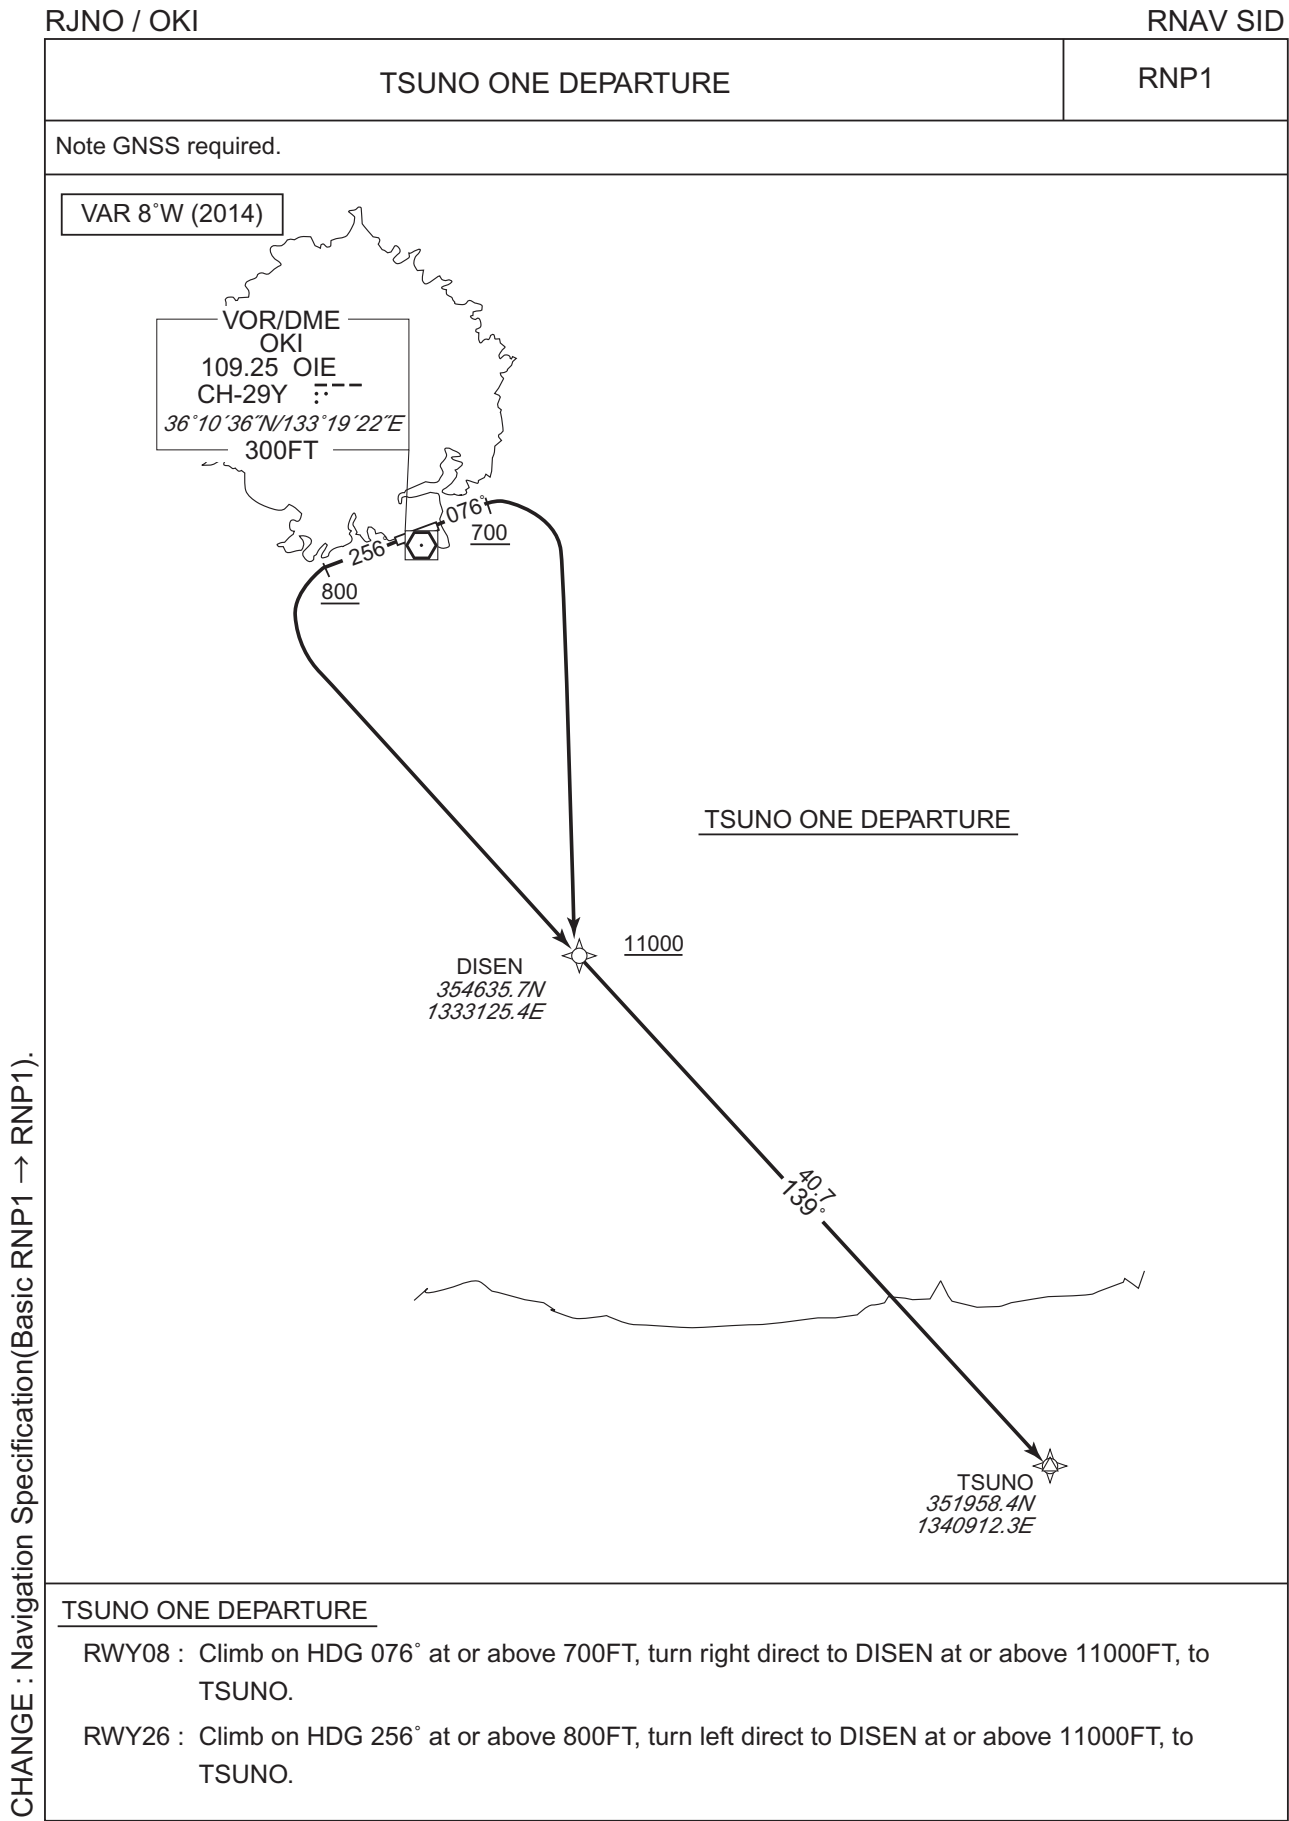 RJNO / OKI
RNAV SID
TSUNO ONE DEPARTURE
RNP1
Note GNSS required.
VAR 8˚W (2014)
VOR/DME
OKI
109.25 OIE
CH-29Y
36˚10´36˝N/133˚19´22˝E
300FT
076˚
700
256
800
TSUNO ONE DEPARTURE
11000
DISEN
354635.7N
1333125.4E
40.7
139˚
TSUNO
351958.4N
1340912.3E
TSUNO ONE DEPARTURE
RWY08 : Climb on HDG 076˚ at or above 700FT, turn right direct to DISEN at or above 11000FT, to
TSUNO.
RWY26 : Climb on HDG 256˚ at or above 800FT, turn left direct to DISEN at or above 11000FT, to
TSUNO.
CHANGE : Navigation Specification(Basic RNP1 → RNP1).